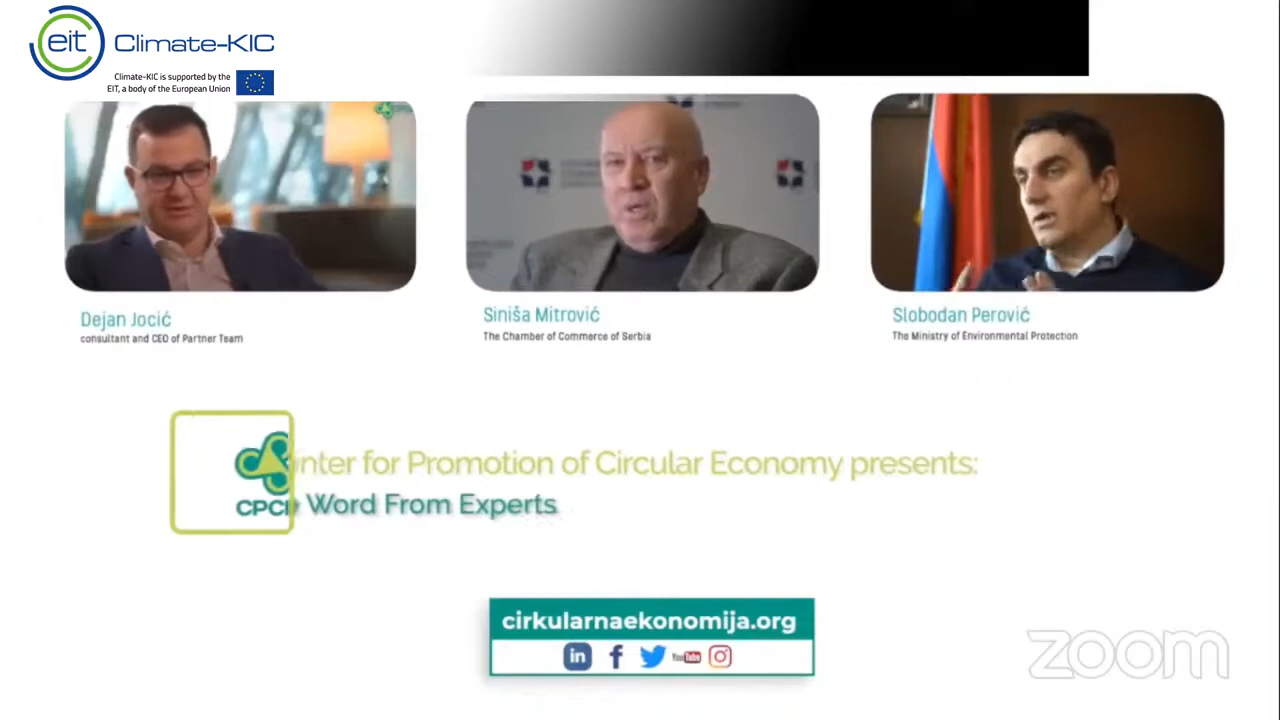 eit Climate-KIC
Climate-KIC is supported by the
EIT, a body of the European Union
Dejan Jocić
consultant and CEO of Partner Team
Siniša Mitrović
The Chamber of Commerce of Serbia
Slobodan Perović
The Ministry of Environmental Protection
for Promotion of Circular Economy presents:
Word From Experts
cirkularnaekonomija.org
in
YouTube
zoom